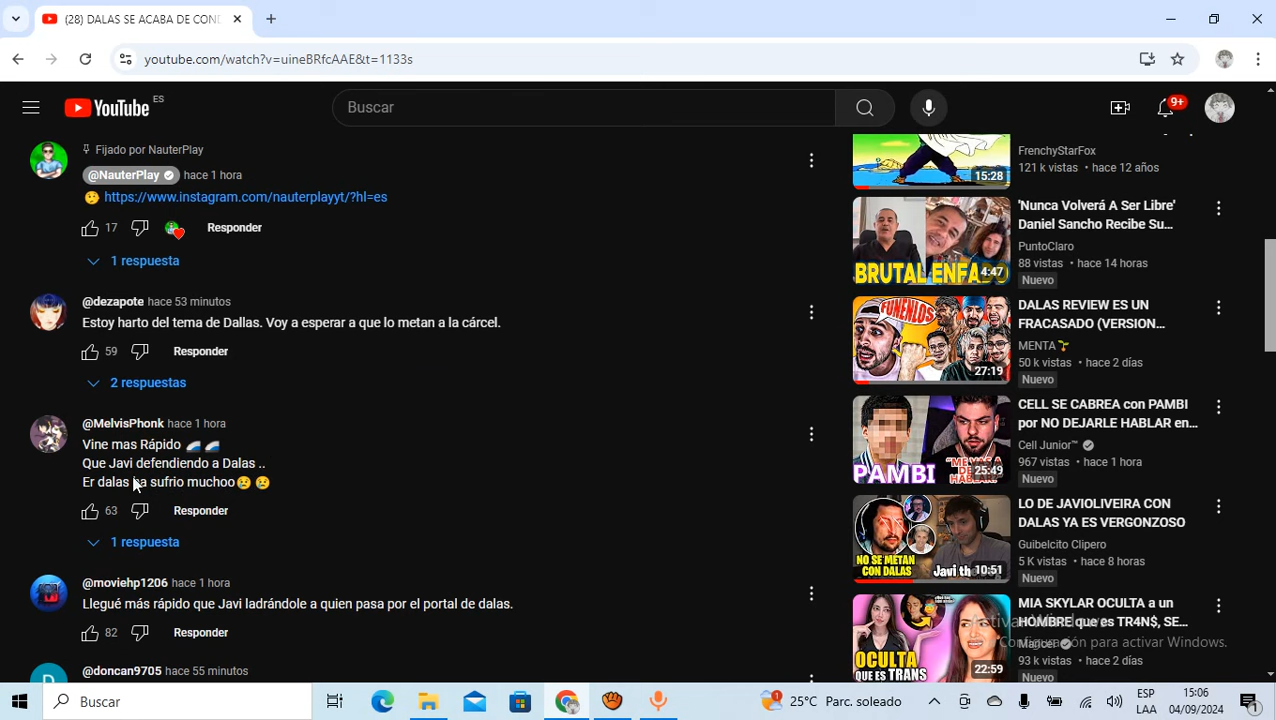 (28) DALAS SE ACABA DE COND
youtube.com/watch?v=uineBRfcAAE&t=1133s
YouTube
ES
Buscar
9+
Fijado por NauterPlay
@NauterPlay hace 1 hora
🤨 https://www.instagram.com/nauterplayyt/?hl=es
17 Responder
1 respuesta
@dezapote hace 53 minutos
Estoy harto del tema de Dallas. Voy a esperar a que lo metan a la cárcel.
59 Responder
2 respuestas
@MelvisPhonk hace 1 hora
Vine mas Rápido
Que Javi defendiendo a Dalas ..
Er dalas ha sufrio muchoo😢 😢
63 Responder
1 respuesta
@moviehp1206 hace 1 hora
Llegué más rápido que Javi ladrándole a quien pasa por el portal de dalas.
82 Responder
@doncan9705 hace 55 minutos
D
15:28
FrenchyStarFox
121 k vistas • hace 12 años
BRUTAL ENFADO
4:47
'Nunca Volverá A Ser Libre'
Daniel Sancho Recibe Su...
PuntoClaro
88 vistas • hace 14 horas
Nuevo
FUNENLOS
27:19
DALAS REVIEW ES UN
FRACASADO (VERSION...
MENTA🌱
50 k vistas • hace 2 días
Nuevo
PAMBI
25:49
CELL SE CABREA con PAMBI
por NO DEJARLE HABLAR en...
Cell Junior™
967 vistas • hace 1 hora
Nuevo
NO SE METAN
CON DALAS
10:51
LO DE JAVIOLIVEIRA CON
DALAS YA ES VERGONZOSO
Guibelcito Clipero
5 K vistas • hace 8 horas
Nuevo
OCULTA
QUE ES TRANS
22:59
MIA SKYLAR OCULTA a un
HOMBRE que es TR4N$, SE...
93 k vistas • hace 2 días
Activar Windows
Configuración para activar Windows.
Buscar
25°C Parc. soleado
ESP
LAA
15:06
04/09/2024
1